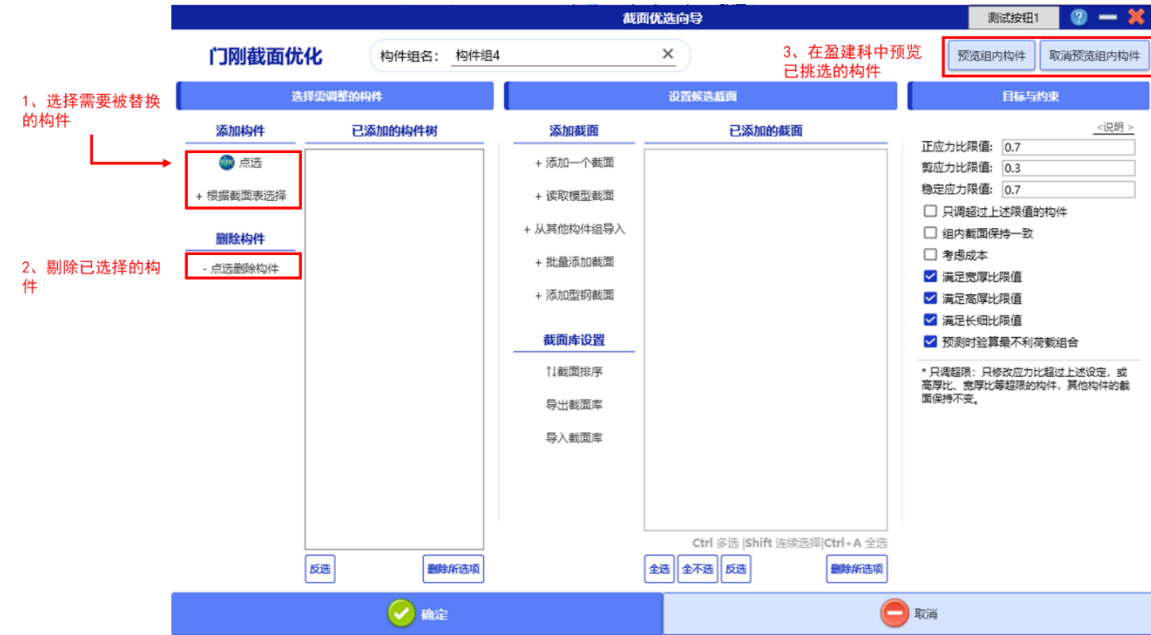 截面优选向导
测试按钮1
门刚截面优化
构件组名: 构件组4
3、在盈建科中预览
已挑选的构件
预览组内构件
取消预览组内构件
1、选择需要被替换
的构件
选择需调整的构件
设置候选截面
目标与约束
添加构件
已添加的构件树
添加截面
已添加的截面
<说明 >
点选
+ 根据截面表选择
删除构件
2、剔除已选择的构
件
- 点选删除构件
+ 添加一个截面
+ 读取模型截面
+ 从其他构件组导入
+ 批量添加截面
+ 添加型钢截面
截面库设置
↑↓截面排序
导出截面库
导入截面库
正应力比限值: 0.7
剪应力比限值: 0.3
稳定应力限值: 0.7
只调超过上述限值的构件
组内截面保持一致
考虑成本
满足宽厚比限值
满足高厚比限值
满足长细比限值
预测时验算最不利荷载组合
* 只调超限: 只修改应力比超过上述设定, 或
高厚比、宽厚比等超限的构件, 其他构件的截
面保持不变。
Ctrl 多选 |Shift 连续选择|Ctrl+A 全选
反选
删除所选项
全选
全不选
反选
删除所选项
确定
取消